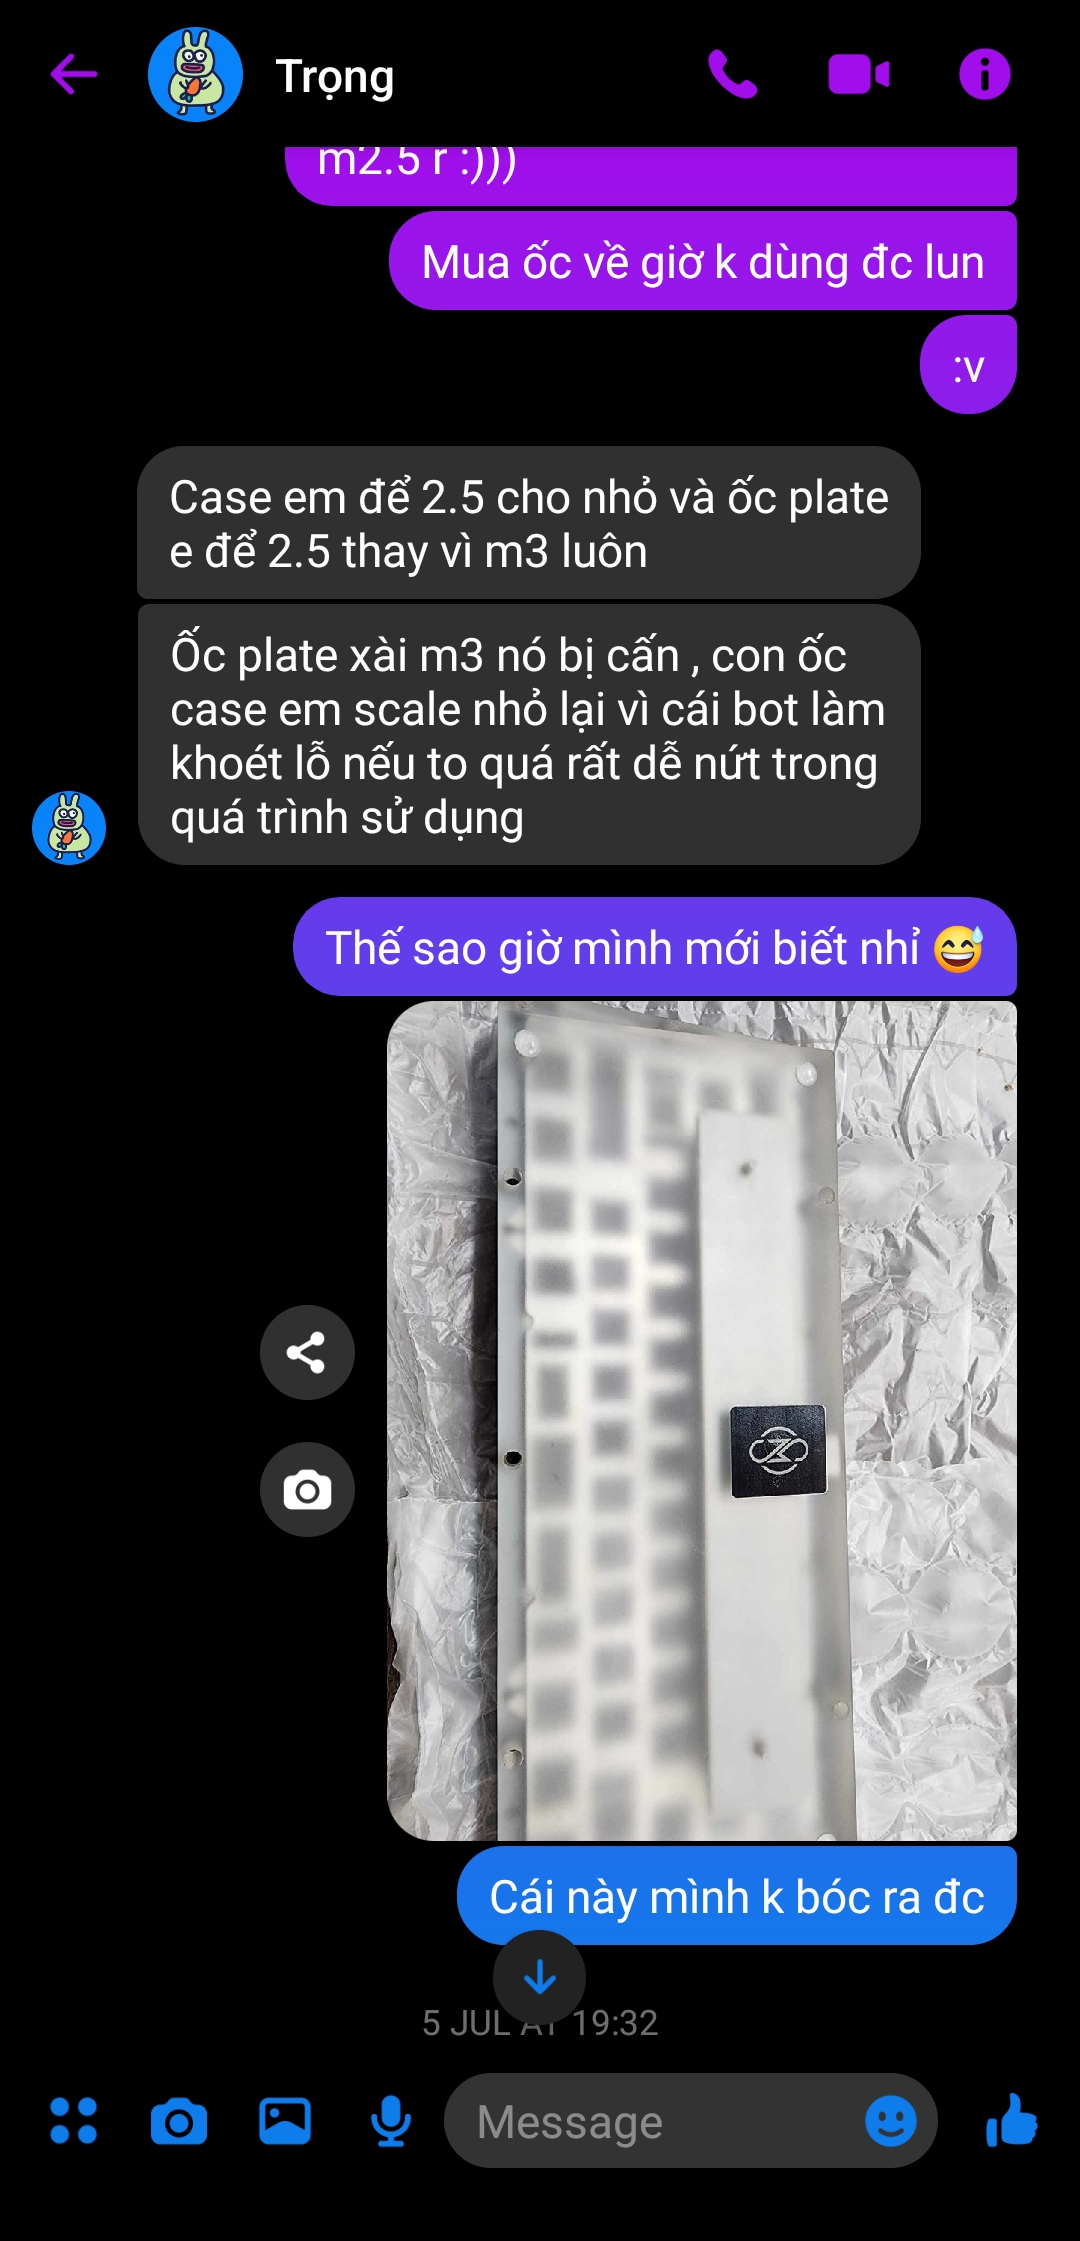 Trọng
m2.5 r :)))
Mua ốc về giờ k dùng đc lun
:v
Case em để 2.5 cho nhỏ và ốc plate
e để 2.5 thay vì m3 luôn
Ốc plate xài m3 nó bị cấn , con ốc
case em scale nhỏ lại vì cái bot làm
khoét lỗ nếu to quá rất dễ nứt trong
quá trình sử dụng
Thế sao giờ mình mới biết nhỉ 😅
Cái này mình k bóc ra đc
5 JUL AT 19:32
Message